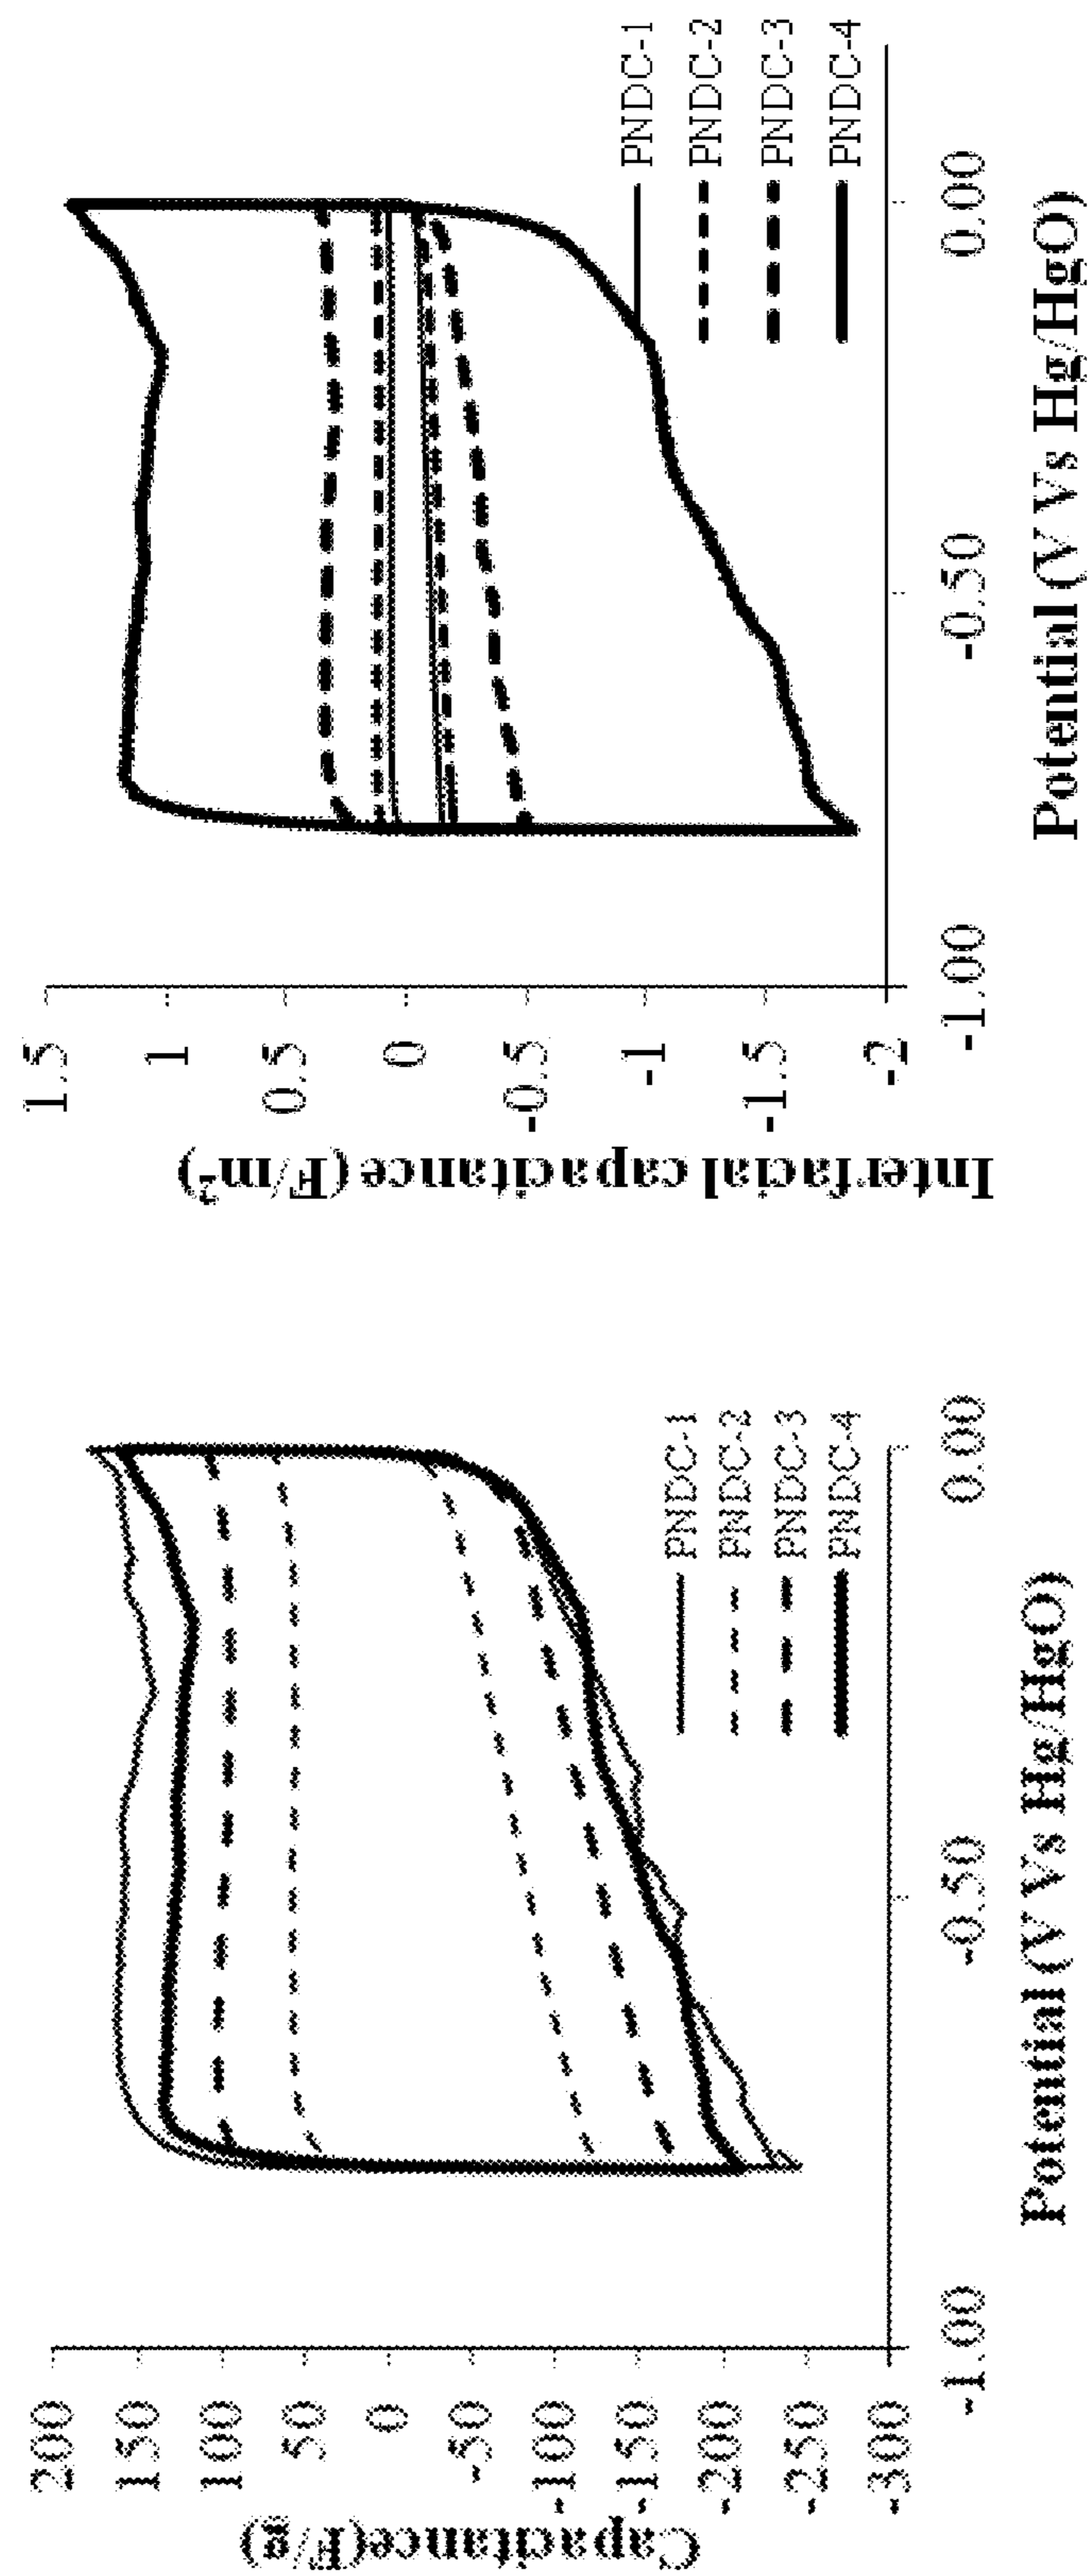 Capacitance(F/g)
200
150
100
50
0
-50
-100
-150
-200
-250
-300
-1.00
-0.50
0.00
Potential (V Vs Hg/HgO)
PNDC-1
PNDC-2
PNDC-3
PNDC-4
Interfacial capacitance (F/m²)
1.5
1
0.5
0
-0.5
-1
-1.5
-2
-1.00
-0.50
0.00
Potential (V Vs Hg/HgO)
PNDC-1
PNDC-2
PNDC-3
PNDC-4